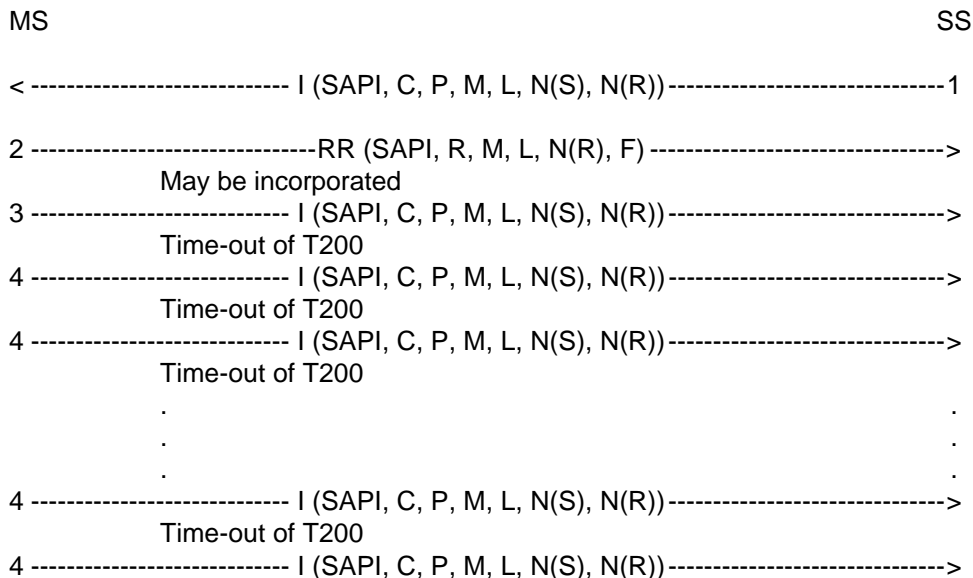 MS SS
< ----------------------------- I (SAPI, C, P, M, L, N(S), N(R)) -------------------------------1
2 --------------------------------RR (SAPI, R, M, L, N(R), F) --------------------------------->
May be incorporated
3 ----------------------------- I (SAPI, C, P, M, L, N(S), N(R)) ------------------------------->
Time-out of T200
4 ----------------------------- I (SAPI, C, P, M, L, N(S), N(R)) ------------------------------->
Time-out of T200
4 ----------------------------- I (SAPI, C, P, M, L, N(S), N(R)) ------------------------------->
Time-out of T200
. .
. .
. .
4 ----------------------------- I (SAPI, C, P, M, L, N(S), N(R)) ------------------------------->
Time-out of T200
4 ----------------------------- I (SAPI, C, P, M, L, N(S), N(R)) ------------------------------->